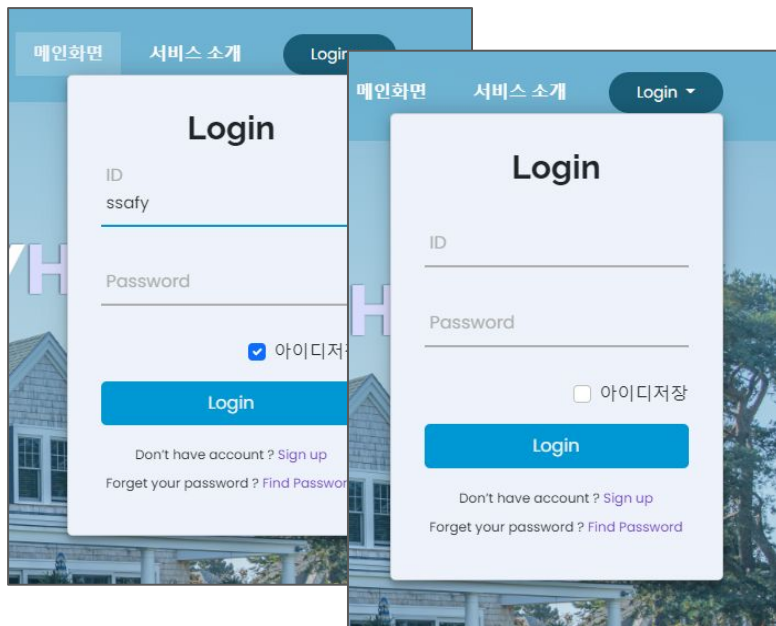 메인화면 서비스 소개 Login
Login
ID
ssafy
Password
아이디저
Login
Don't have account ? Sign up
Forget your password ? Find Passwor
H
메인화면 서비스 소개 Login
Login
ID
Password
아이디저장
Login
Don't have account ? Sign up
Forget your password ? Find Password
H